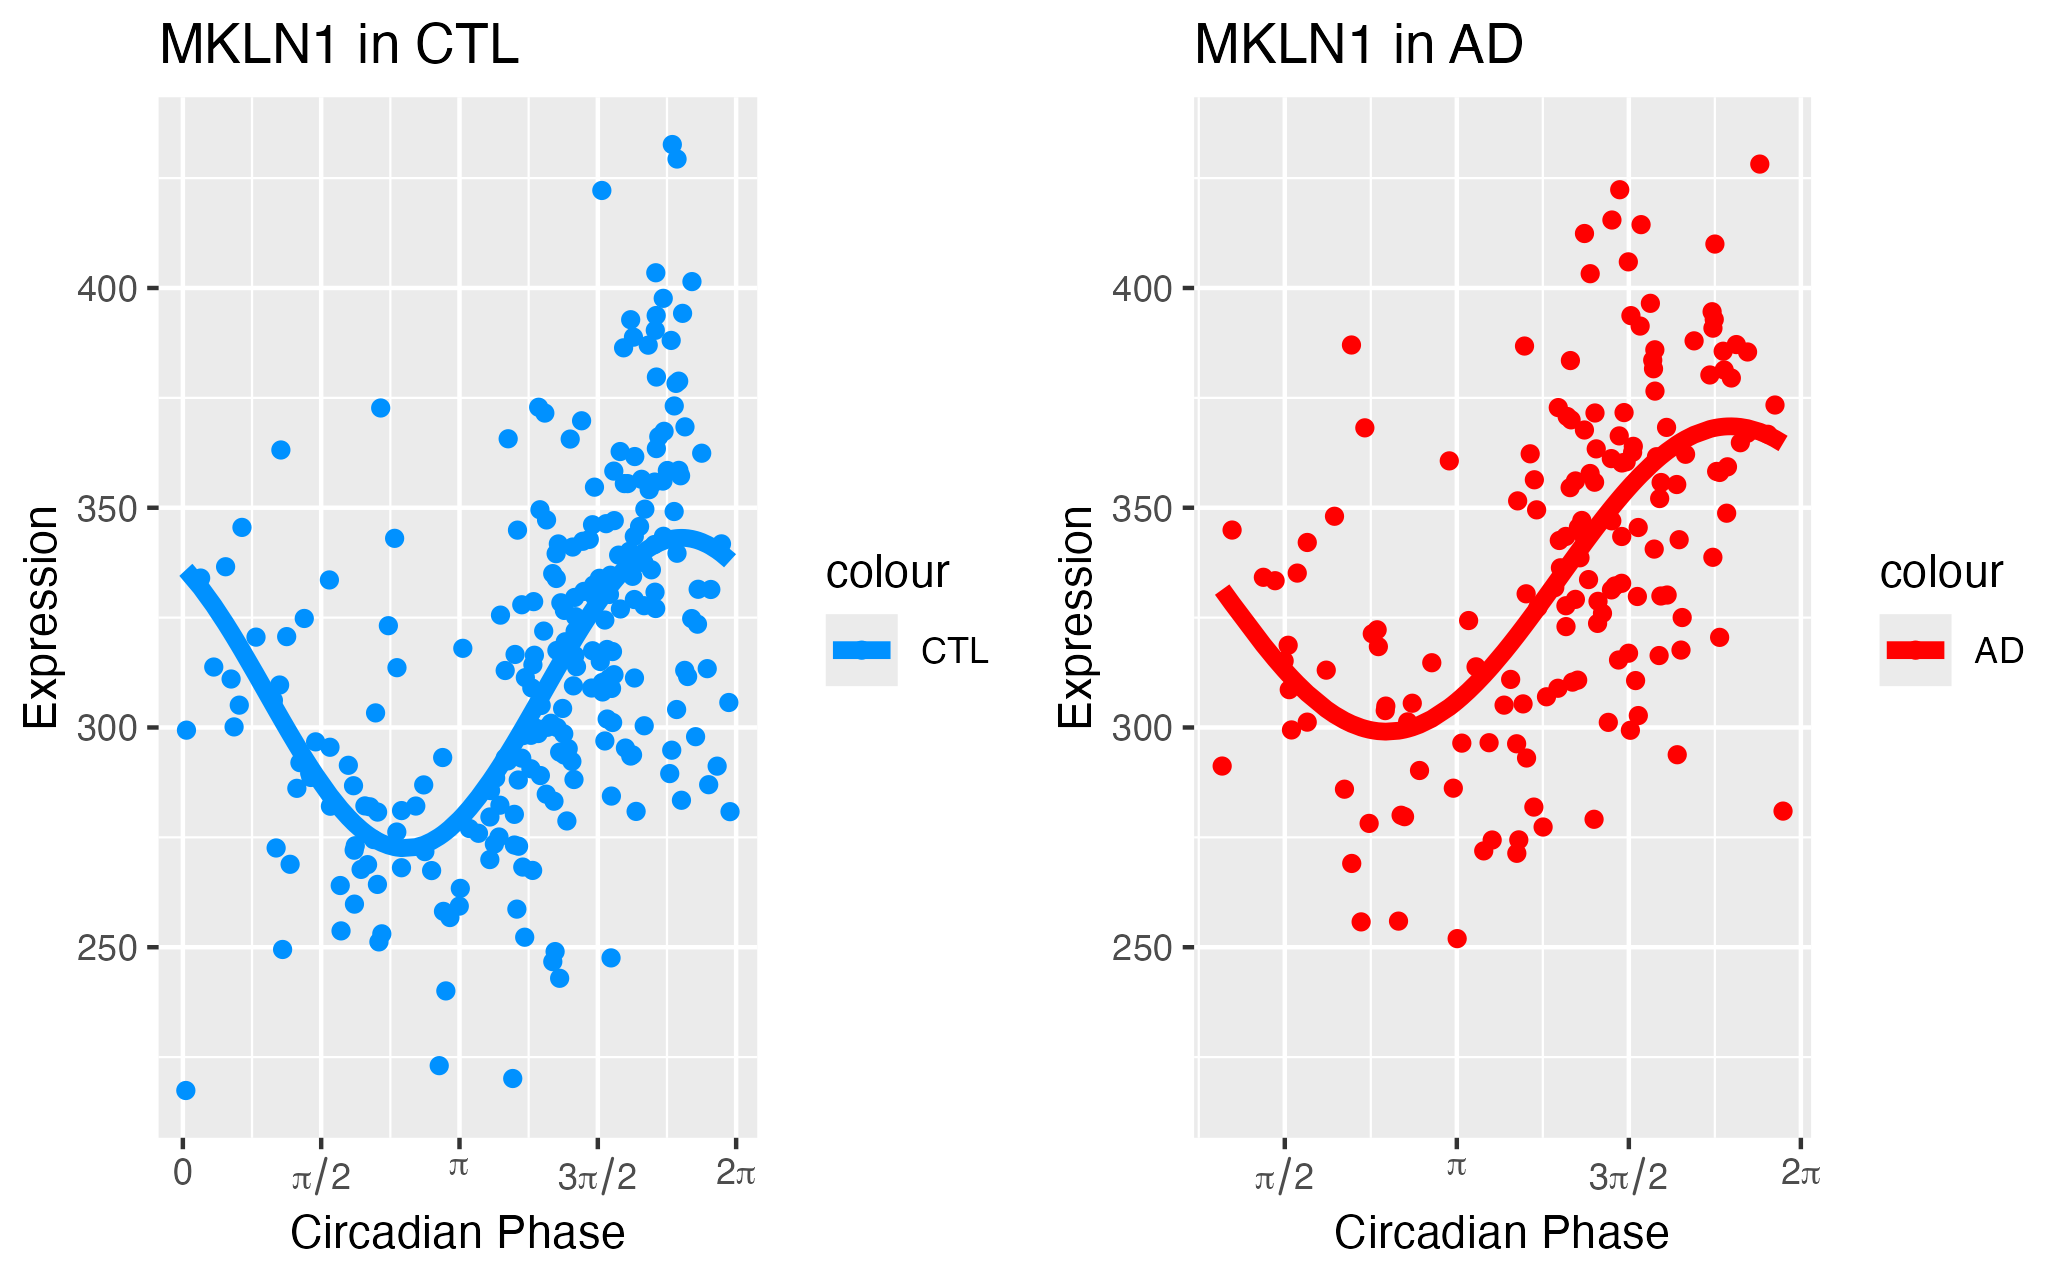 MKLN1 in CTL
Expression
400
350
300
250
0
π/2
π
3π/2
2π
Circadian Phase
colour
CTL
MKLN1 in AD
Expression
400
350
300
250
π/2
π
3π/2
2π
Circadian Phase
colour
AD